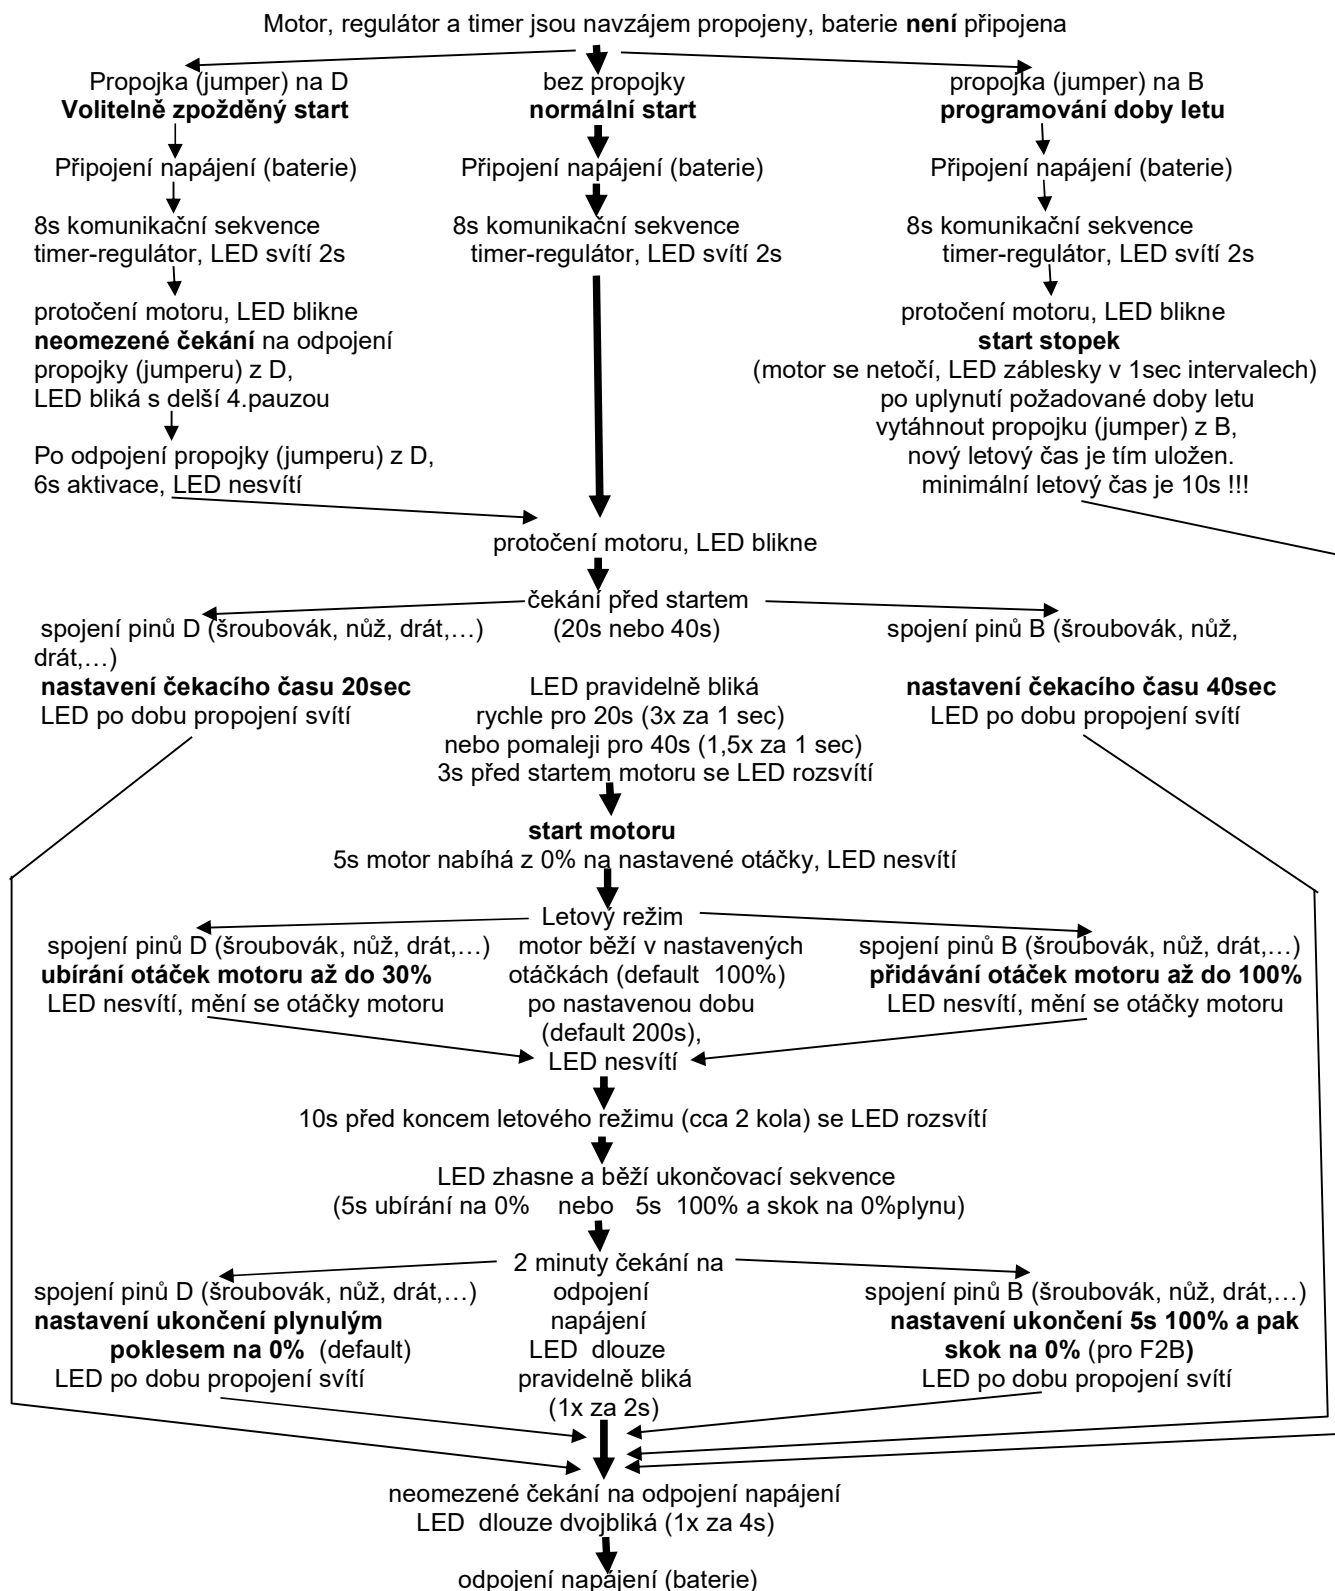 Motor, regulátor a timer jsou navzájem propojeny, baterie není připojena
Propojka (jumper) na D
Volitelně zpožděný start
Připojení napájení (baterie)
8s komunikační sekvence
timer-regulátor, LED svítí 2s
protočení motoru, LED blikne
neomezené čekání na odpojení
propojky (jumperu) z D,
LED bliká s delší 4.pauzou
Po odpojení propojky (jumperu) z D,
6s aktivace, LED nesvítí
bez propojky
normální start
Připojení napájení (baterie)
8s komunikační sekvence
timer-regulátor, LED svítí 2s
propojka (jumper) na B
programování doby letu
Připojení napájení (baterie)
8s komunikační sekvence
timer-regulátor, LED svítí 2s
protočení motoru, LED blikne
start stopek
(motor se netočí, LED záblesky v 1sec intervalech)
po uplynutí požadované doby letu
vytáhnout propojku (jumper) z B,
nový letový čas je tím uložen.
minimální letový čas je 10s !!!
protočení motoru, LED blikne
čekání před startem
(20s nebo 40s)
spojení pinů D (šroubovák, nůž, drát,…)
drát,…)
nastavení čekacího času 20sec
LED po dobu propojení svítí
LED pravidelně bliká
rychle pro 20s (3x za 1 sec)
nebo pomaleji pro 40s (1,5x za 1 sec)
3s před startem motoru se LED rozsvítí
spojení pinů B (šroubovák, nůž,
nastavení čekacího času 40sec
LED po dobu propojení svítí
start motoru
5s motor nabíhá z 0% na nastavené otáčky, LED nesvítí
spojení pinů D (šroubovák, nůž, drát,…)
ubírání otáček motoru až do 30%
LED nesvítí, mění se otáčky motoru
Letový režim
motor běží v nastavených
otáčkách (default 100%)
po nastavenou dobu
(default 200s),
LED nesvítí
spojení pinů B (šroubovák, nůž, drát,…)
přidávání otáček motoru až do 100%
LED nesvítí, mění se otáčky motoru
10s před koncem letového režimu (cca 2 kola) se LED rozsvítí
LED zhasne a běží ukončovací sekvence
(5s ubírání na 0% nebo 5s 100% a skok na 0%plynu)
spojení pinů D (šroubovák, nůž, drát,…)
nastavení ukončení plynulým
poklesem na 0% (default)
LED po dobu propojení svítí
2 minuty čekání na
odpojení
napájení
LED dlouze
pravidelně bliká
(1x za 2s)
spojení pinů B (šroubovák, nůž, drát,…)
nastavení ukončení 5s 100% a pak
skok na 0% (pro F2B)
LED po dobu propojení svítí
neomezené čekání na odpojení napájení
LED dlouze dvojbliká (1x za 4s)
odpojení napájení (baterie)